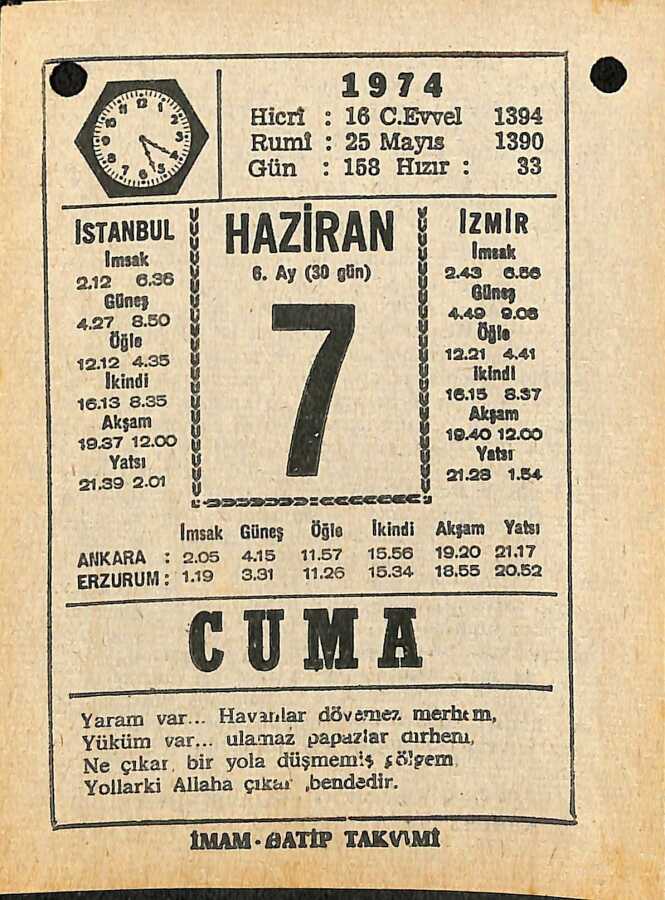 1974
Hicrî : 16 C.Evvel 1394
Rumî : 25 Mayıs 1390
Gün : 158 Hızır : 33
İSTANBUL
İmsak
2.12 6.36
Güneş
4.27 8.50
Öğle
12.12 4.35
İkindi
16.13 8.35
Akşam
19.37 12.00
Yatsı
21.39 2.01
HAZİRAN
6. Ay (30 gün)
7
İZMİR
İmsak
2.43 6.56
Güneş
4.49 9.08
Öğle
12.21 4.41
İkindi
16.15 8.37
Akşam
19.40 12.00
Yatsı
21.28 1.54
İmsak Güneş Öğle İkindi Akşam Yatsı
ANKARA : 2.05 4.15 11.57 15.56 19.20 21.17
ERZURUM : 1.19 3.31 11.26 15.34 18.55 20.52
CUMA
Yaram var... Havanlar dövemez merhem,
Yüküm var... ulamaz papazlar dirhem,
Ne çıkar, bir yola düşmemiş gölgem
Yollarki Allaha çıkar ,bendedir.
İMAM-HATİP TAKVİMİ